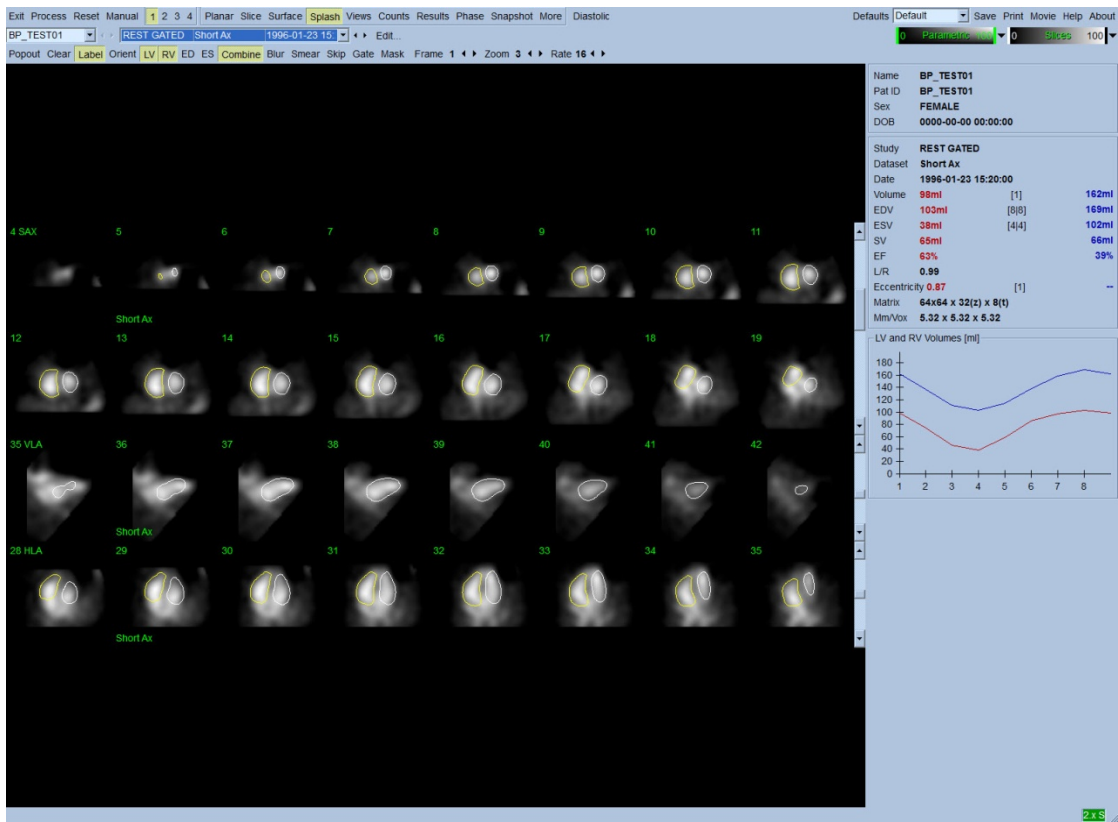 Exit Process Reset Manual 1 2 3 4 Planar Slice Surface Splash Views Counts Results Phase Snapshot More Diastolic Defaults Default Save Print Movie Help About
BP_TEST01 REST GATED Short Ax 1996-01-23 15: Edit... 0 Parametric 100 0 Slices 100
Popout Clear Label Orient LV RV ED ES Combine Blur Smear Skip Gate Mask Frame 1 Zoom 3 Rate 16
Name BP_TEST01
Pat ID BP_TEST01
Sex FEMALE
DOB 0000-00-00 00:00:00
Study REST GATED
Dataset Short Ax
Date 1996-01-23 15:20:00
Volume 98ml [1] 162ml
EDV 103ml [8|8] 169ml
ESV 38ml [4|4] 102ml
SV 65ml 66ml
EF 63% 39%
L/R 0.99
Eccentricity 0.87 [1] --
Matrix 64x64 x 32(z) x 8(t)
Mm/Vox 5.32 x 5.32 x 5.32
LV and RV Volumes [ml]
180
160
140
120
100
80
60
40
20
0
1 2 3 4 5 6 7 8
4 SAX 5 6 7 8 9 10 11
Short Ax
12 13 14 15 16 17 18 19
35 VLA 36 37 38 39 40 41 42
Short Ax
28 HLA 29 30 31 32 33 34 35
Short Ax
2.x S